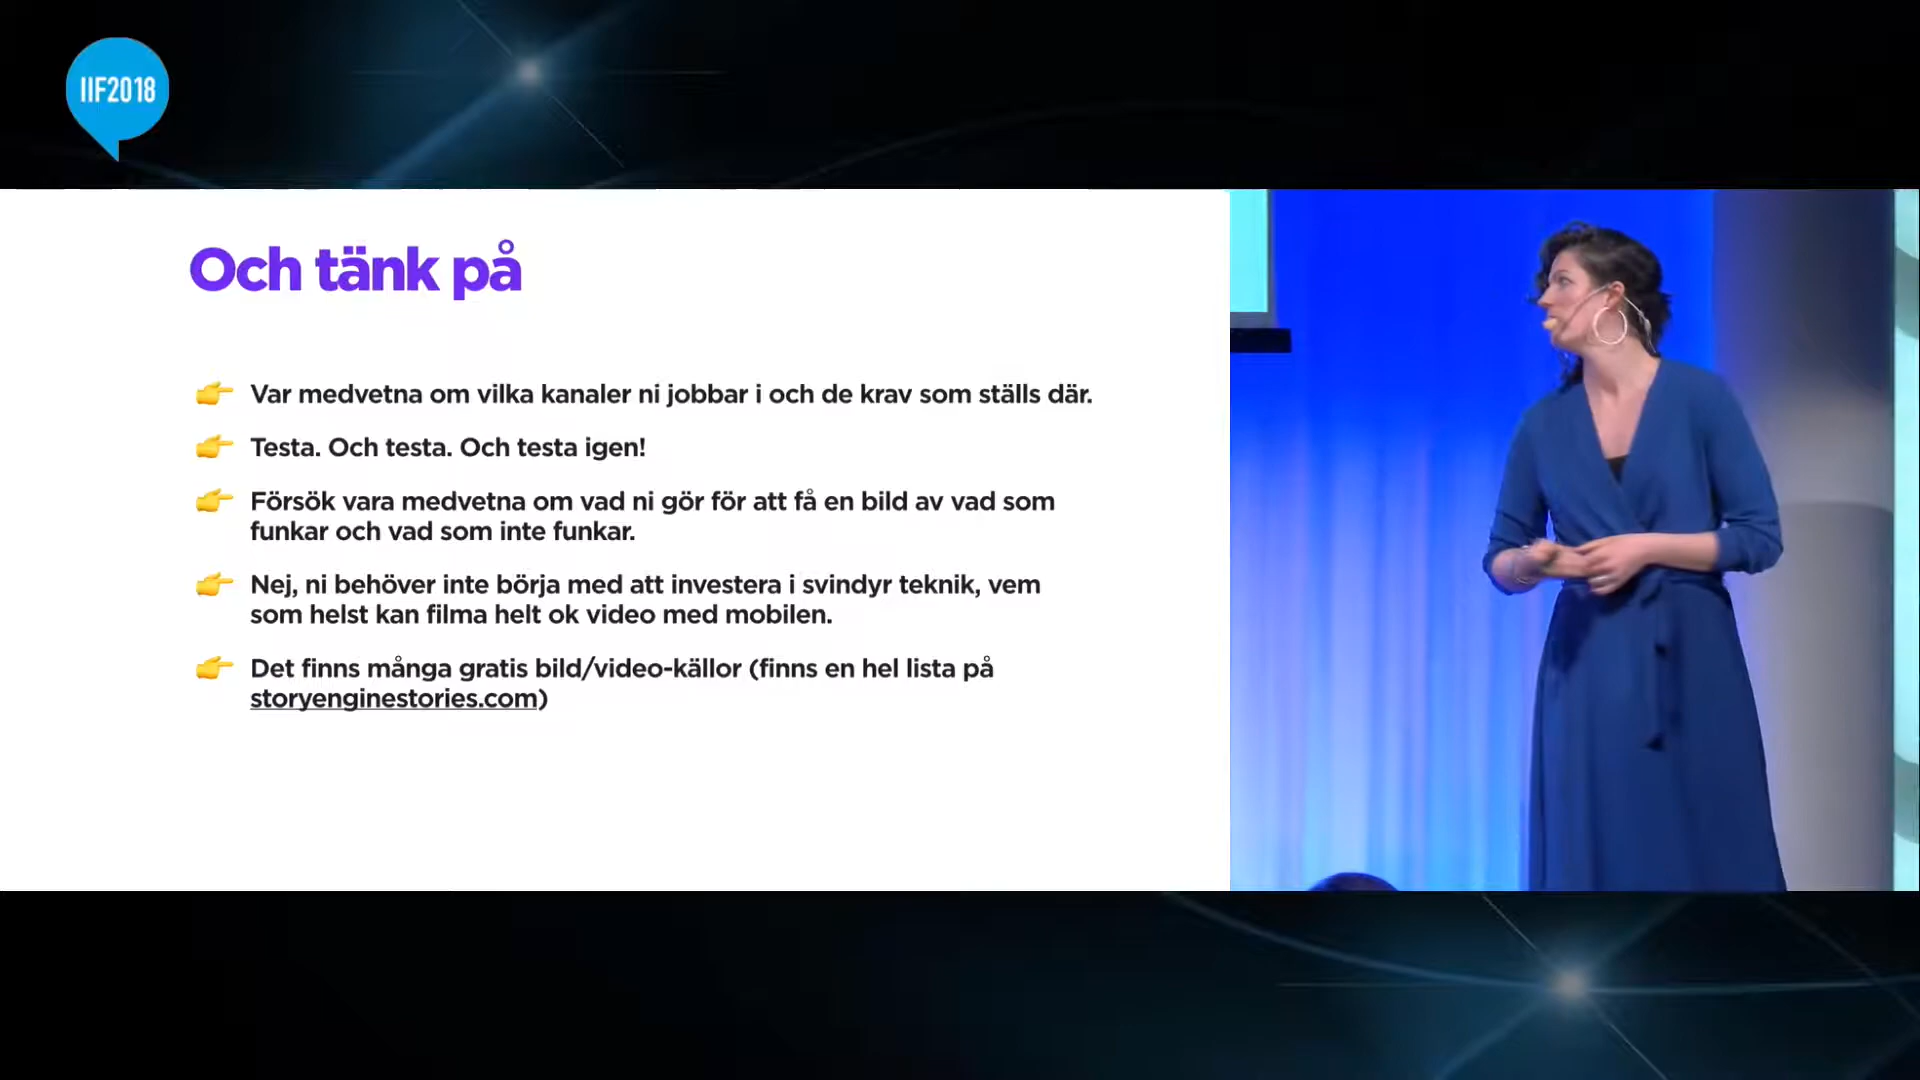 IIF2018
Och tänk på
Var medvetna om vilka kanaler ni jobbar i och de krav som ställs där.
Testa. Och testa. Och testa igen!
Försök vara medvetna om vad ni gör för att få en bild av vad som
funkar och vad som inte funkar.
Nej, ni behöver inte börja med att investera i svindyr teknik, vem
som helst kan filma helt ok video med mobilen.
Det finns många gratis bild/video-källor (finns en hel lista på
storyenginestories.com)